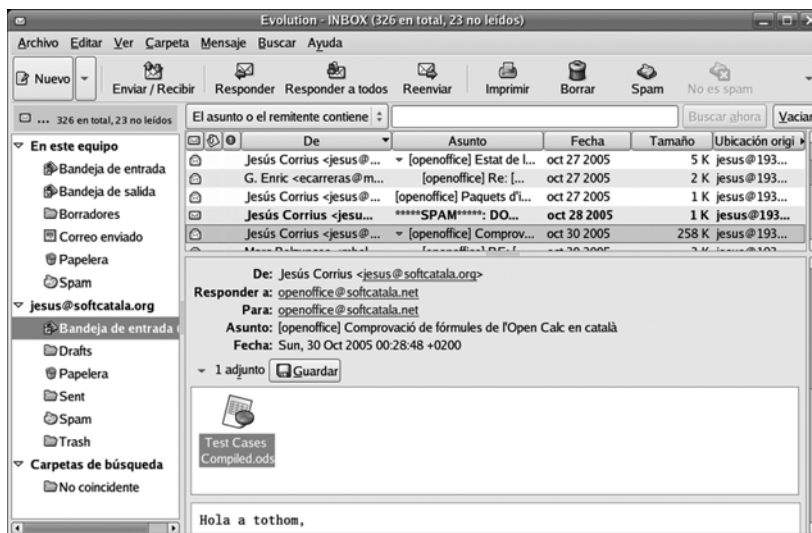 Evolution - INBOX (326 en total, 23 no leídos)
Archivo Editar Ver Carpeta Mensaje Buscar Ayuda
Nuevo Enviar / Recibir Responder Responder a todos Reenviar Imprimir Borrar Spam No es spam
... 326 en total, 23 no leídos
El asunto o el remitente contiene Buscar ahora Vaciar
De Asunto Fecha Tamaño Ubicación origi
Jesús Corrius <jesus@... [openoffice] Estat de l... oct 27 2005 5 K jesus@193...
G. Enric <ecarreras@m... [openoffice] Re: [... oct 27 2005 2 K jesus@193...
Jesús Corrius <jesus@... [openoffice] Paquets d'i... oct 27 2005 1 K jesus@193...
Jesús Corrius <jesu... *****SPAM*****: DO... oct 28 2005 1 K jesus@193...
Jesús Corrius <jesus@... [openoffice] Comprov... oct 30 2005 258 K jesus@193...
En este equipo
Bandeja de entrada
Bandeja de salida
Borradores
Correo enviado
Papelera
Spam
jesus@softcatala.org
Bandeja de entrada
Drafts
Papelera
Sent
Spam
Trash
Carpetas de búsqueda
No coincidente
De: Jesús Corrius <jesus@softcatala.org>
Responder a: openoffice@softcatala.net
Para: openoffice@softcatala.net
Asunto: [openoffice] Comprovació de fórmules de l'Open Calc en català
Fecha: Sun, 30 Oct 2005 00:28:48 +0200
1 adjunto Guardar
Test Cases
Compiled.ods
Hola a tothom,